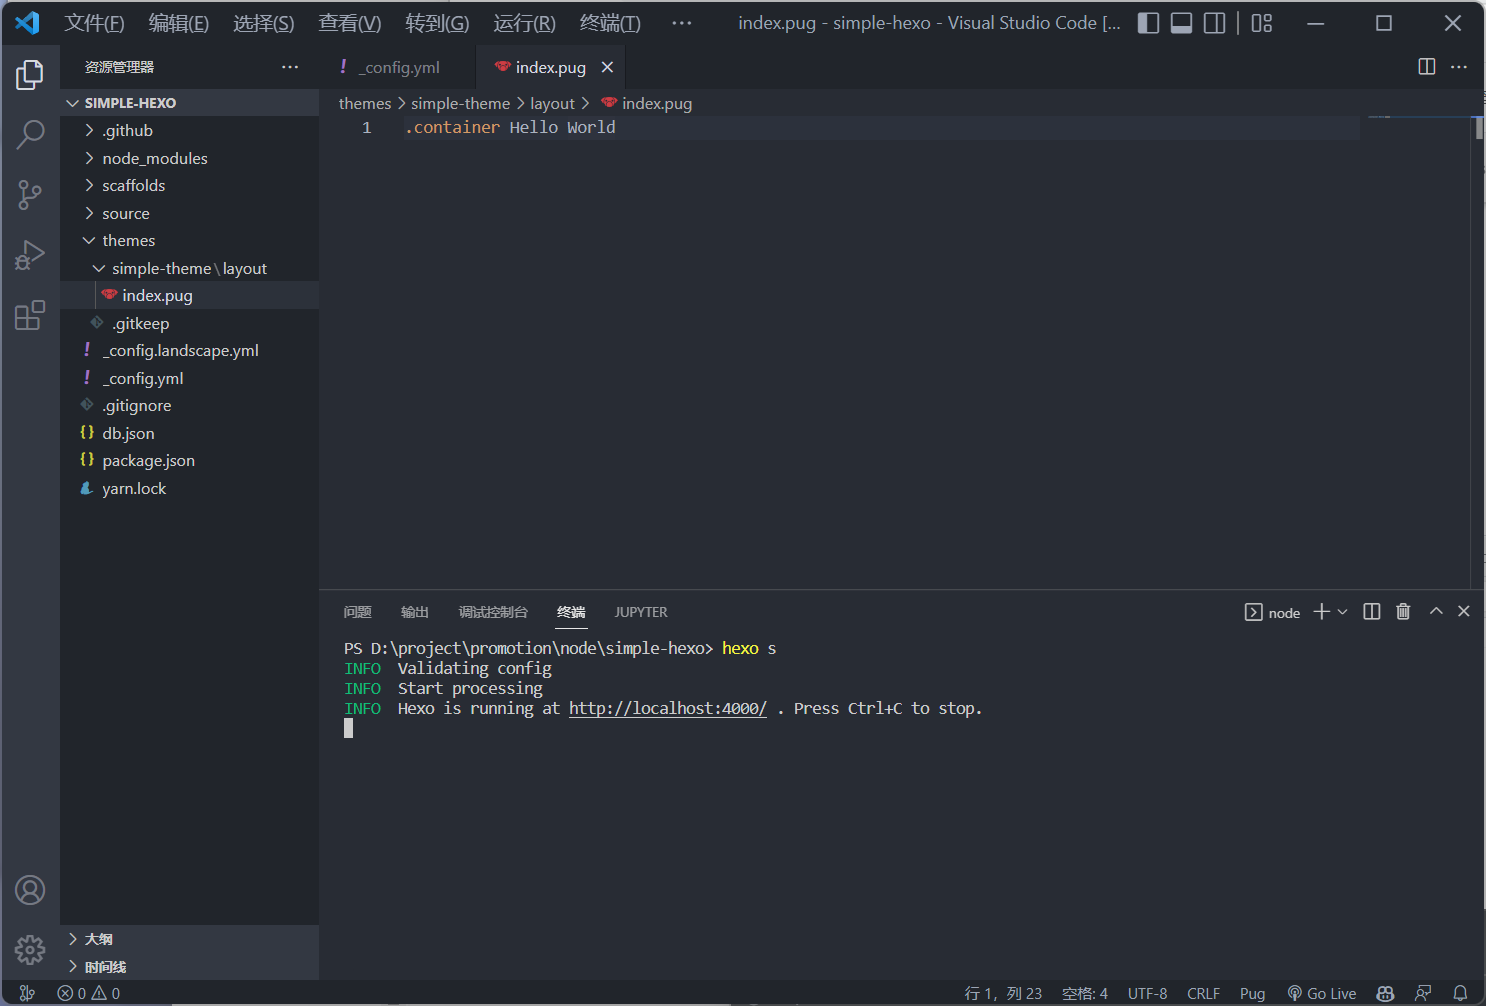 文件(F) 编辑(E) 选择(S) 查看(V) 转到(G) 运行(R) 终端(T) ··· index.pug - simple-hexo - Visual Studio Code [...
资源管理器 ···
! _config.yml index.pug
SIMPLE-HEXO
.github
node_modules
scaffolds
source
themes
simple-theme\layout
index.pug
.gitkeep
! _config.landscape.yml
! _config.yml
.gitignore
{} db.json
{} package.json
yarn.lock
大纲
时间线
themes > simple-theme > layout > index.pug
1 .container Hello World
问题 输出 调试控制台 终端 JUPYTER node
PS D:\project\promotion\node\simple-hexo> hexo s
INFO Validating config
INFO Start processing
INFO Hexo is running at http://localhost:4000/ . Press Ctrl+C to stop.
0 0 行 1，列 23 空格: 4 UTF-8 CRLF Pug Go Live